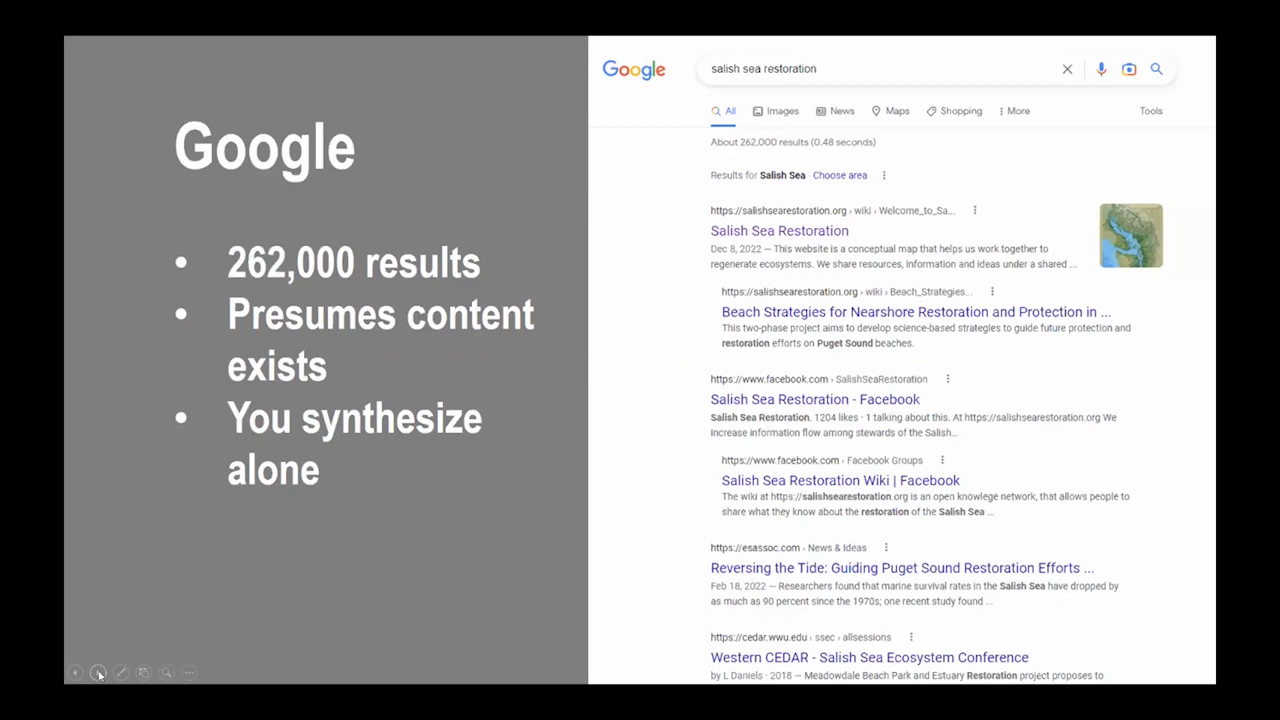 Google
• 262,000 results
• Presumes content
exists
• You synthesize
alone
Google
salish sea restoration
All Images News Maps Shopping More Tools
About 262,000 results (0.48 seconds)
Results for Salish Sea · Choose area
https://salishsearestoration.org › wiki › Welcome_to_Sa...
Salish Sea Restoration
Dec 8, 2022 — This website is a conceptual map that helps us work together to
regenerate ecosystems. We share resources, information and ideas under a shared ...
https://salishsearestoration.org › wiki › Beach_Strategies...
Beach Strategies for Nearshore Restoration and Protection in ...
This two-phase project aims to develop science-based strategies to guide future protection and
restoration efforts on Puget Sound beaches.
https://www.facebook.com › SalishSeaRestoration
Salish Sea Restoration - Facebook
Salish Sea Restoration. 1204 likes · 1 talking about this. At https://salishsearestoration.org We
increase information flow among stewards of the Salish...
https://www.facebook.com › Facebook Groups
Salish Sea Restoration Wiki | Facebook
The wiki at https://salishsearestoration.org is an open knowlege network, that allows people to
share what they know about the restoration of the Salish Sea ...
https://esassoc.com › News & Ideas
Reversing the Tide: Guiding Puget Sound Restoration Efforts ...
Feb 18, 2022 — Researchers found that marine survival rates in the Salish Sea have dropped by
as much as 90 percent since the 1970s; one recent study found ...
https://cedar.wwu.edu › ssec › allsessions
Western CEDAR - Salish Sea Ecosystem Conference
by L Daniels · 2018 — Meadowdale Beach Park and Estuary Restoration project proposes to